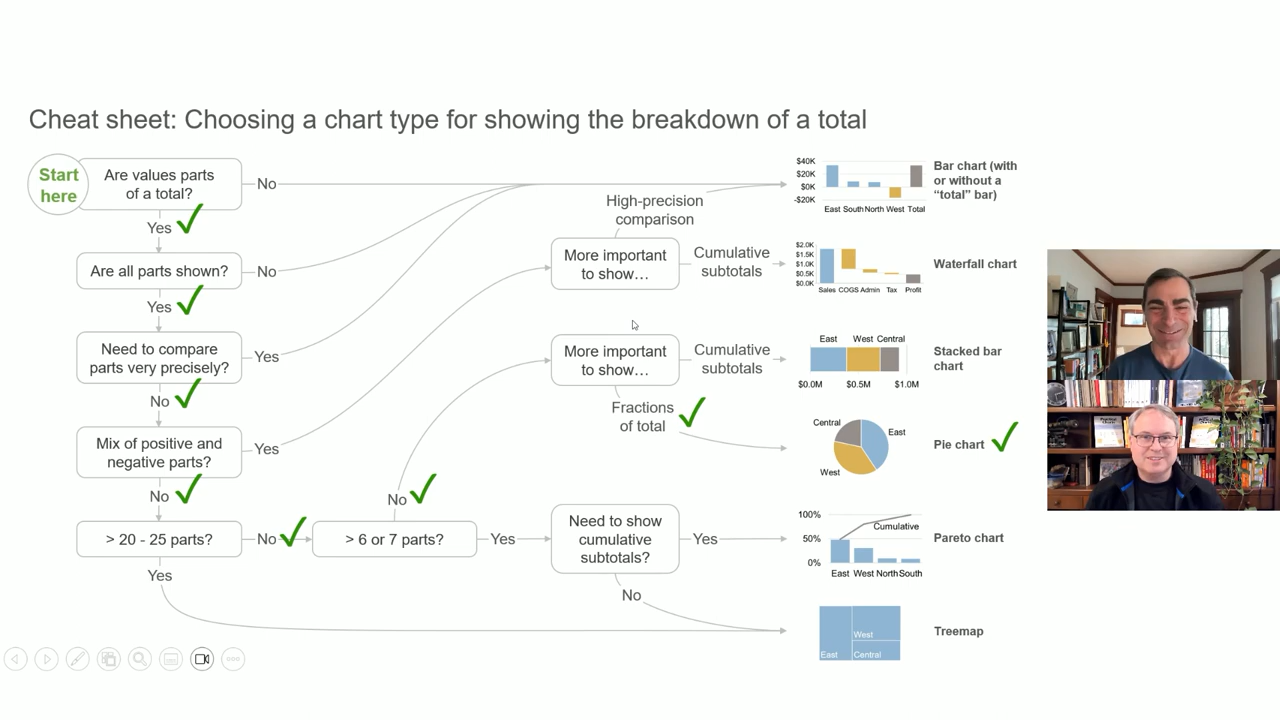 Cheat sheet: Choosing a chart type for showing the breakdown of a total
Start
here
Are values parts
of a total?
No
Yes
Are all parts shown?
No
Yes
Need to compare
parts very precisely?
Yes
No
Mix of positive and
negative parts?
Yes
No
> 20 - 25 parts?
No
Yes
> 6 or 7 parts?
No
Yes
High-precision
comparison
More important
to show…
Cumulative
subtotals
More important
to show…
Cumulative
subtotals
Fractions
of total
Need to show
cumulative
subtotals?
Yes
No
$40K
$20K
$0K
-$20K
East South North West Total
Bar chart (with
or without a
“total” bar)
$2.0K
$1.5K
$1.0K
$0.5K
$0.0K
Sales COGS Admin Tax Profit
Waterfall chart
East West Central
$0.0M $0.5M $1.0M
Stacked bar
chart
Central
East
West
Pie chart
100%
50%
0%
Cumulative
East West North South
Pareto chart
West
East
Central
Treemap